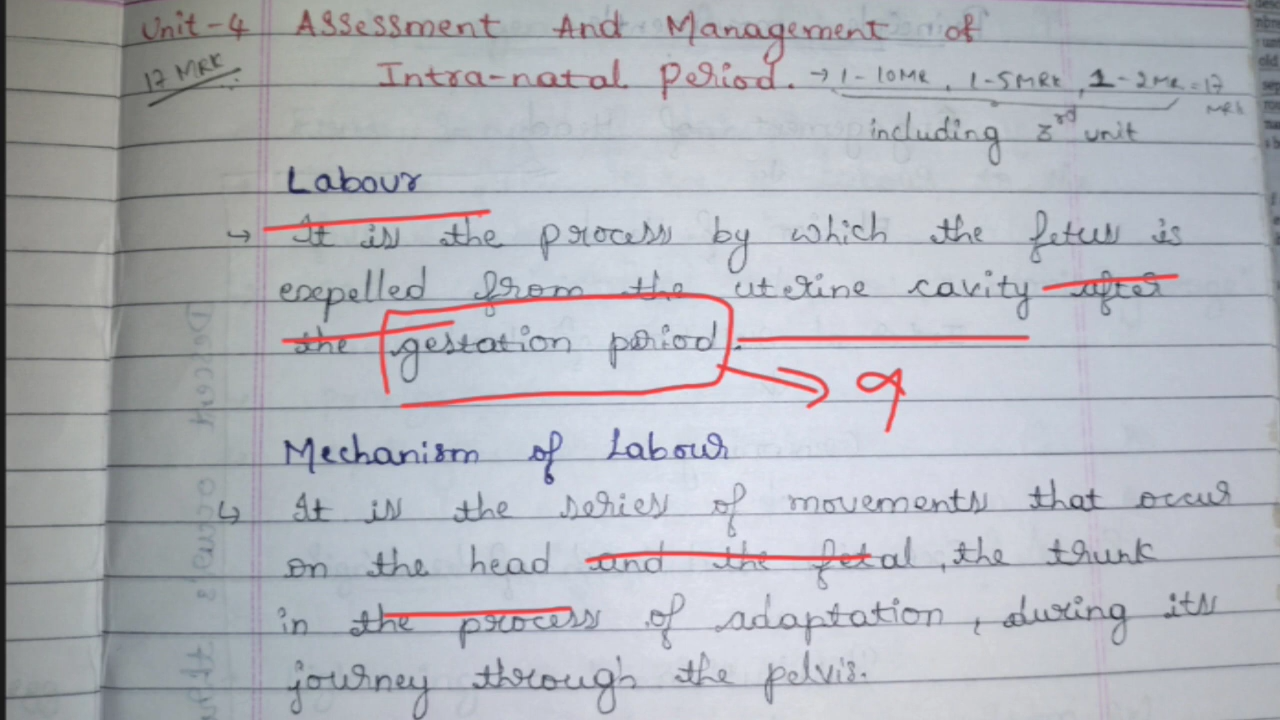 Unit-4 Assessment And Management of
17 MRK
Intra-natal Period. → 1-10MR, 1-5MRK, 1-2MR=17
MRK
including 3rd unit
Labour
↪ It is the process by which the fetus is
expelled from the uterine cavity after
the gestation period.
9
Mechanism of Labour
↪ It is the series of movements that occur
on the head and the fetal, the trunk
in the process of adaptation, during its
journey through the pelvis.